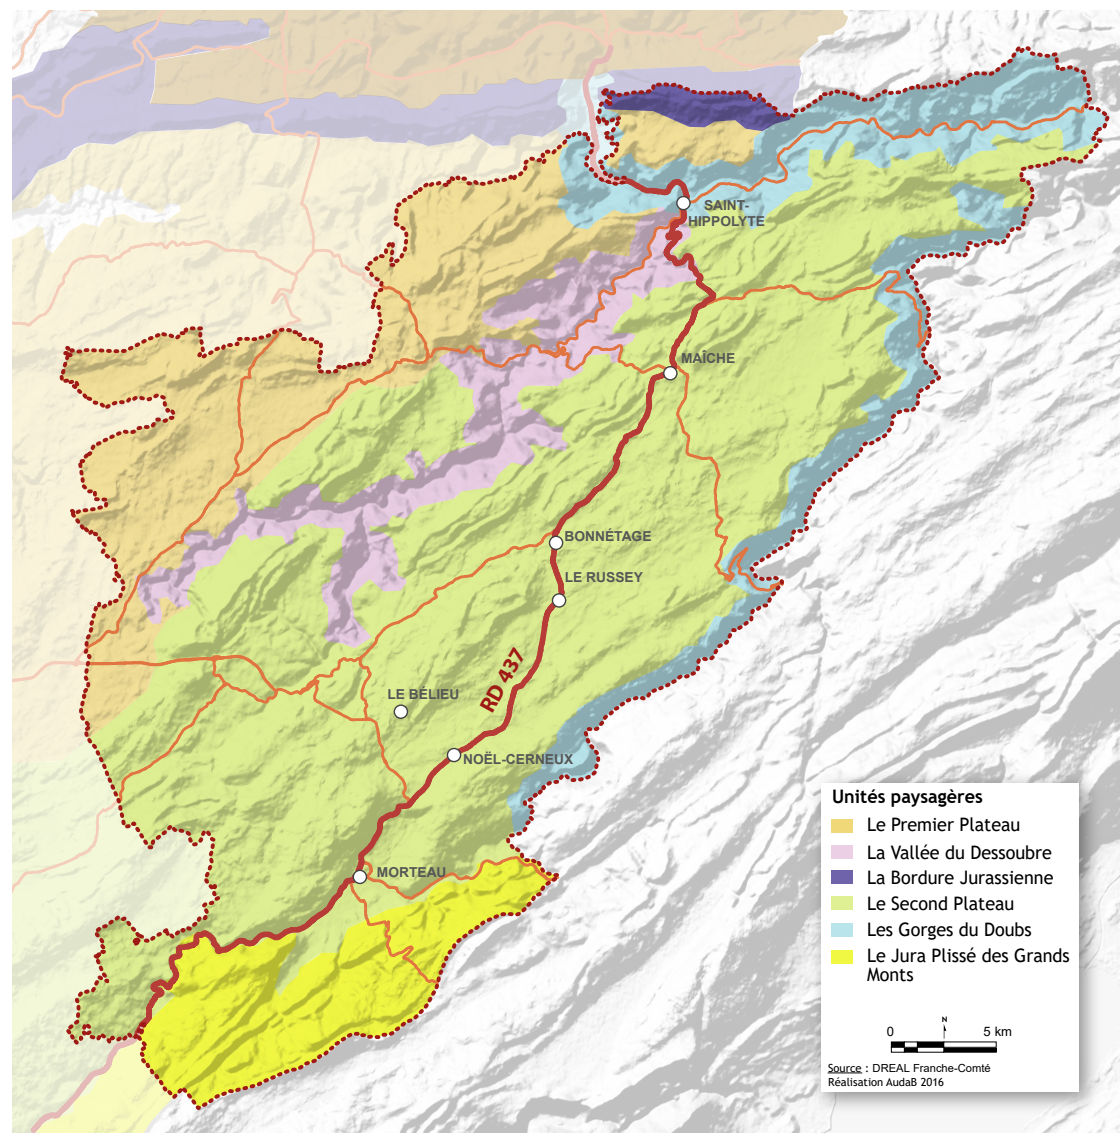 SAINT-
HIPPOLYTE
MAÎCHE
BONNÉTAGE
LE RUSSEY
RD 437
LE BÉLIEU
NOËL-CERNEUX
MORTEAU
Unités paysagères
Le Premier Plateau
La Vallée du Dessoubre
La Bordure Jurassienne
Le Second Plateau
Les Gorges du Doubs
Le Jura Plissé des Grands
Monts
N
0 5 km
Source : DREAL Franche-Comté
Réalisation AudaB 2016